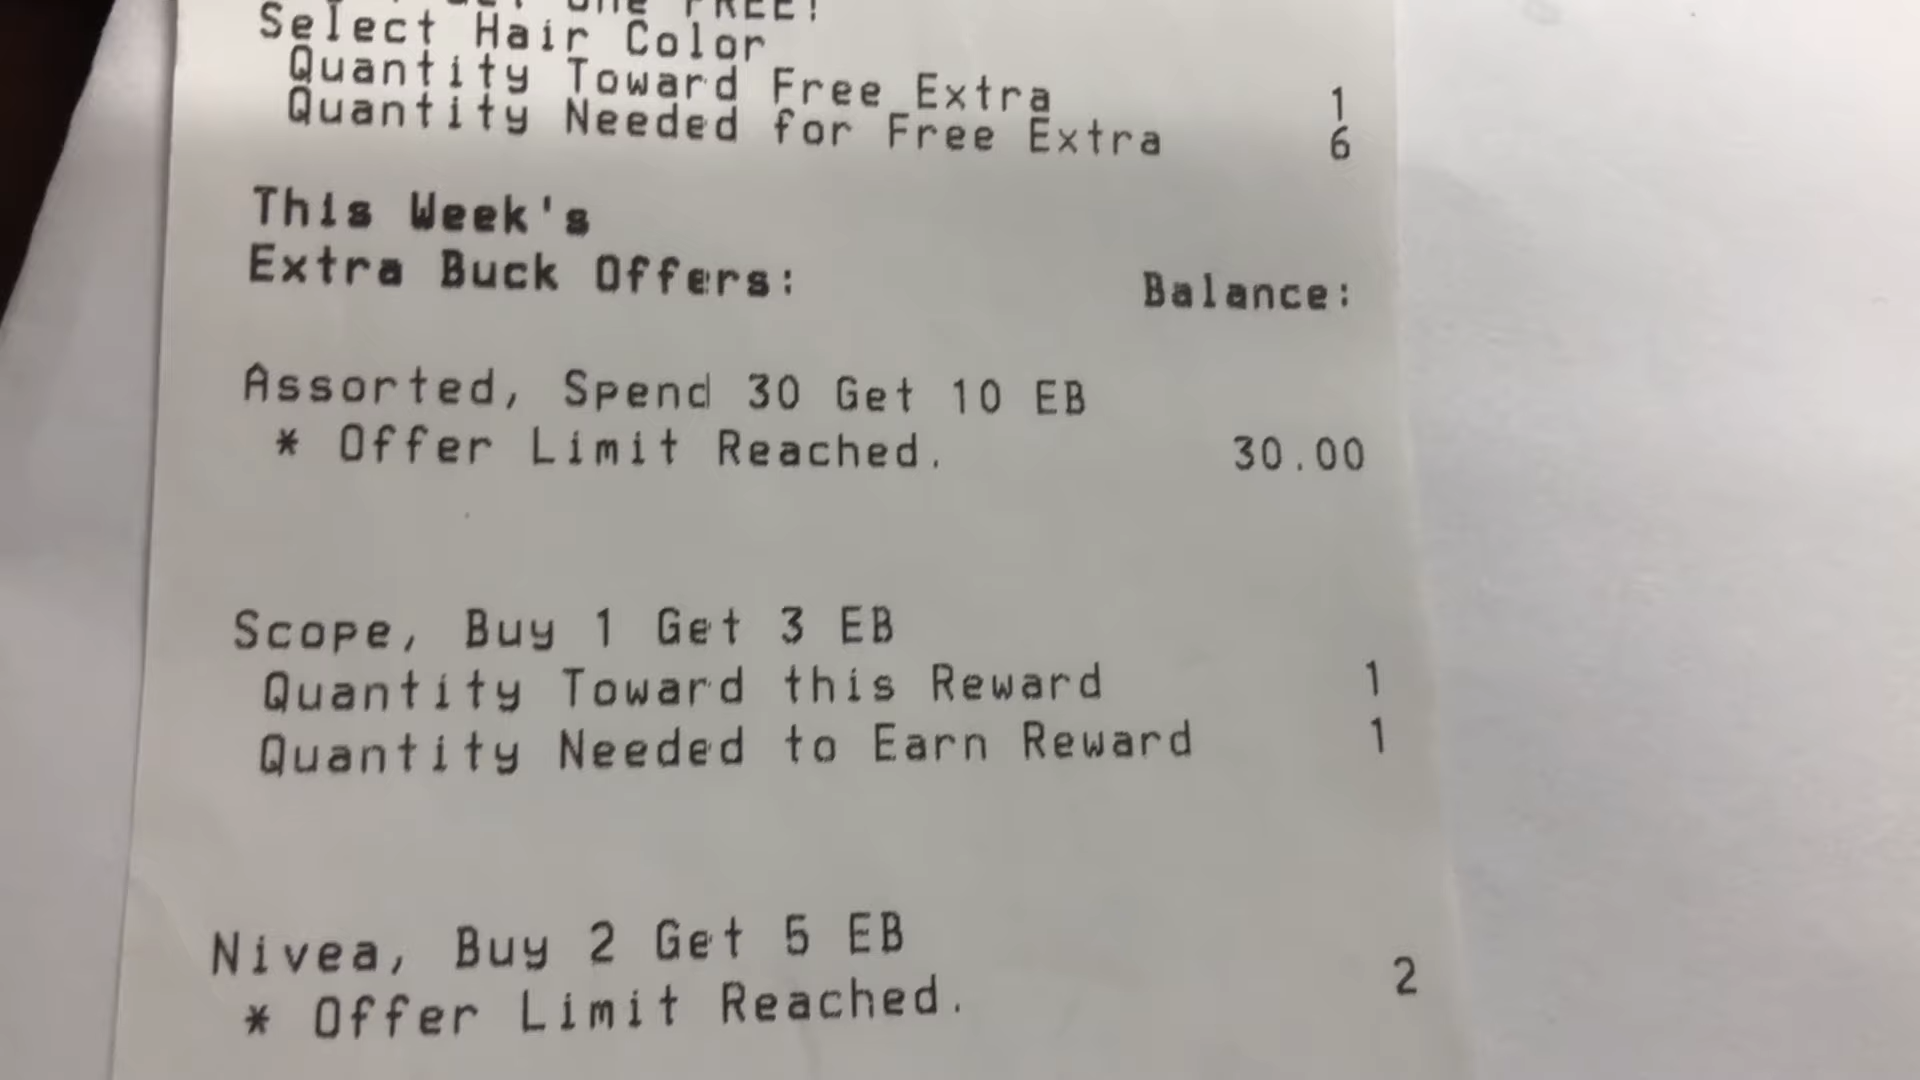 one FREE!
Select Hair Color
Quantity Toward Free Extra 1
Quantity Needed for Free Extra 6
This Week's
Extra Buck Offers: Balance:
Assorted, Spend 30 Get 10 EB
* Offer Limit Reached. 30.00
Scope, Buy 1 Get 3 EB
Quantity Toward this Reward 1
Quantity Needed to Earn Reward 1
Nivea, Buy 2 Get 5 EB
* Offer Limit Reached. 2